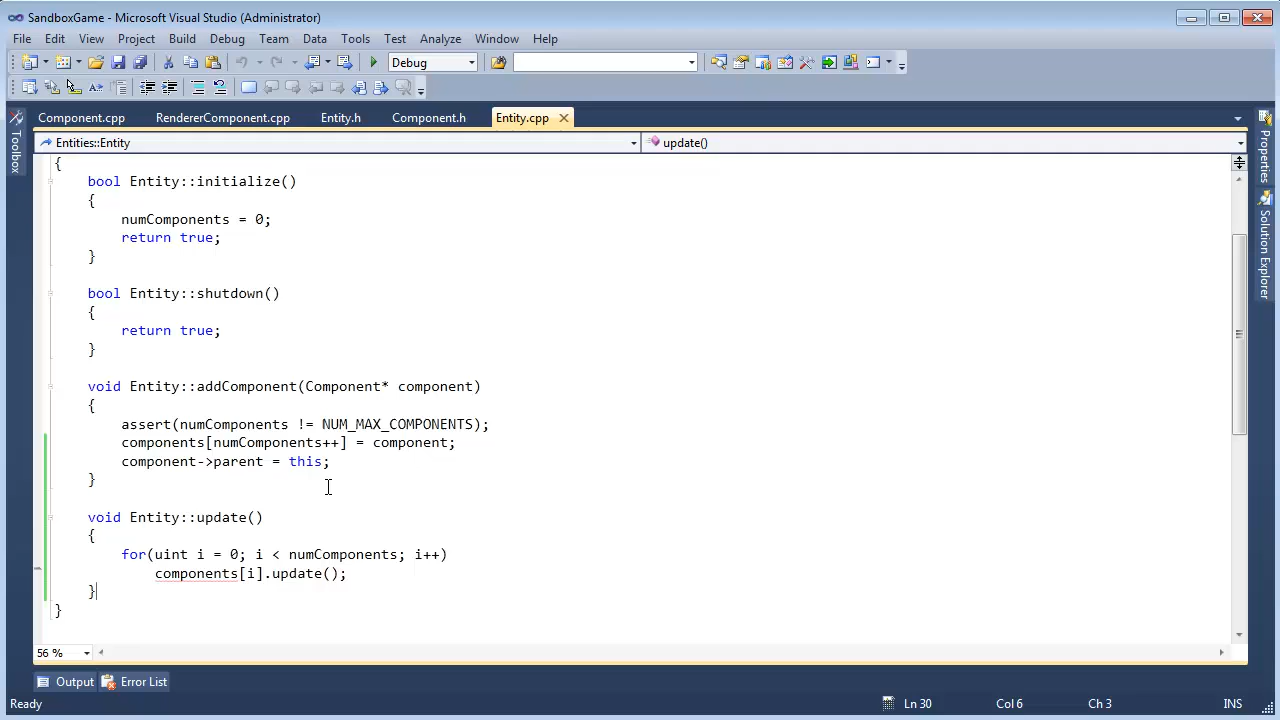 SandboxGame - Microsoft Visual Studio (Administrator)
File Edit View Project Build Debug Team Data Tools Test Analyze Window Help
Debug
Component.cpp RendererComponent.cpp Entity.h Component.h Entity.cpp
Entities::Entity update()
Toolbox
Properties
Solution Explorer
{
bool Entity::initialize()
{
numComponents = 0;
return true;
}
bool Entity::shutdown()
{
return true;
}
void Entity::addComponent(Component* component)
{
assert(numComponents != NUM_MAX_COMPONENTS);
components[numComponents++] = component;
component->parent = this;
}
void Entity::update()
{
for(uint i = 0; i < numComponents; i++)
components[i].update();
}
}
56 %
Output Error List
Ready Ln 30 Col 6 Ch 3 INS